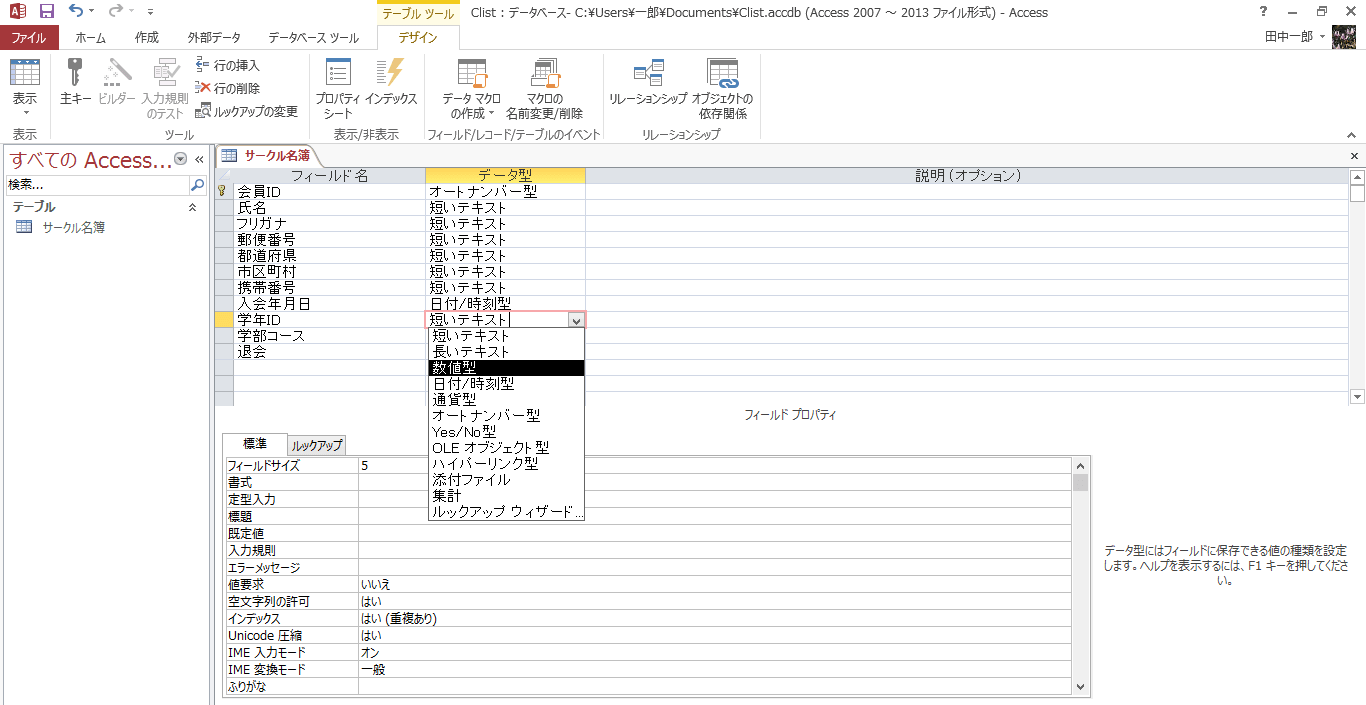 テーブル ツール
Clist : データベース- C:¥Users¥一郎¥Documents¥Clist.accdb (Access 2007 ～ 2013 ファイル形式) - Access
ファイル ホーム 作成 外部データ データベース ツール デザイン 田中一郎
表示 主キー ビルダー 入力規則のテスト
行の挿入
行の削除
ルックアップの変更
プロパティ シート インデックス
データ マクロの作成 マクロの名前変更/削除
リレーションシップ オブジェクトの依存関係
表示 ツール 表示/非表示 フィールド/レコード/テーブルのイベント リレーションシップ
すべての Access...
検索...
テーブル
サークル名簿
サークル名簿
フィールド名 データ型 説明(オプション)
会員ID オートナンバー型
氏名 短いテキスト
フリガナ 短いテキスト
郵便番号 短いテキスト
都道府県 短いテキスト
市区町村 短いテキスト
携帯番号 短いテキスト
入会年月日 日付/時刻型
学年ID 短いテキスト
学部コース
退会
短いテキスト
長いテキスト
数値型
日付/時刻型
通貨型
オートナンバー型
Yes/No型
OLE オブジェクト型
ハイパーリンク型
添付ファイル
集計
ルックアップ ウィザード...
フィールド プロパティ
標準 ルックアップ
フィールドサイズ 5
書式
定型入力
標題
既定値
入力規則
エラーメッセージ
値要求 いいえ
空文字列の許可 はい
インデックス はい (重複あり)
Unicode 圧縮 はい
IME 入力モード オン
IME 変換モード 一般
ふりがな
データ型にはフィールドに保存できる値の種類を設定
します。ヘルプを表示するには、F1 キーを押してくださ
い。